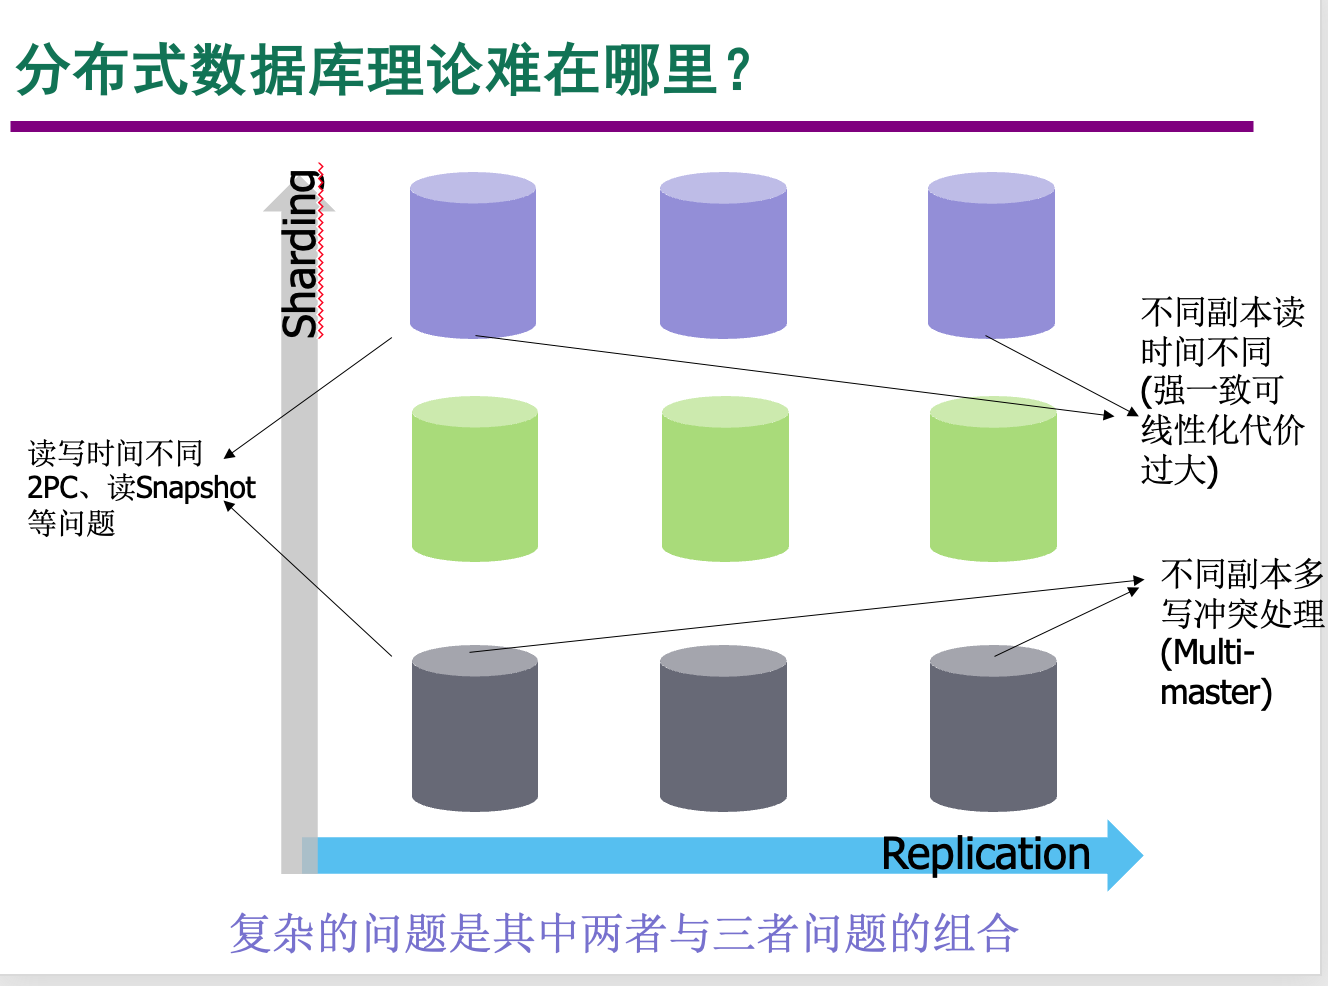 分布式数据库理论难在哪里?
Sharding
不同副本读
时间不同
(强一致可
线性化代价
过大)
读写时间不同
2PC、读Snapshot
等问题
不同副本多
写冲突处理
(Multi-
master)
Replication
复杂的问题是其中两者与三者问题的组合